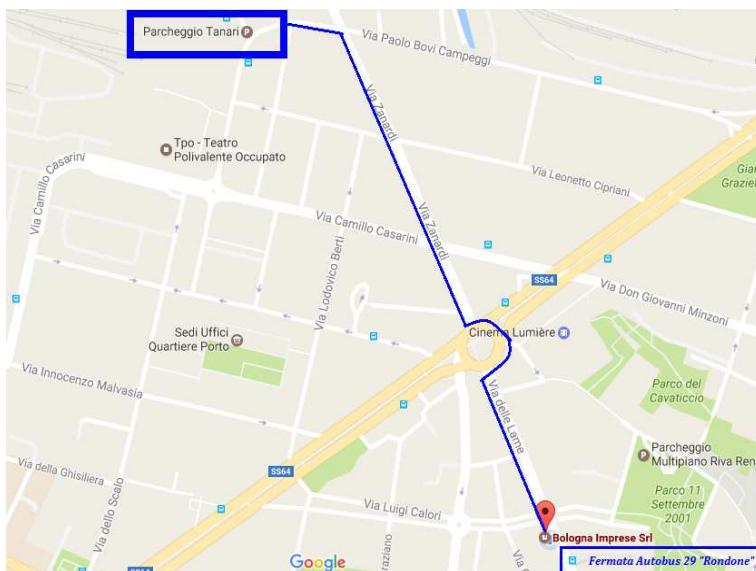 Parcheggio Tanari
Via Paolo Bovi Campeggi
Via Zanardi
Tpo - Teatro
Polivalente Occupato
Via Camillo Casarini
Via Leonetto Cipriani
Via Camillo Casarini
Via Zanardi
Via Lodovico Berti
SS64
Via Don Giovanni Minzoni
Cinema Lumière
Sedi Uffici
Quartiere Porto
Via Innocenzo Malvasia
Parco del
Cavaticcio
Via delle Lame
Parcheggio
Multipiano Riva Ren
Via della Ghisiliera
SS64
Via dello Scalo
Via Luigi Calori
Parco 11
Settembre
2001
Bologna Imprese Srl
Google
Fermata Autobus 29 "Rondone"